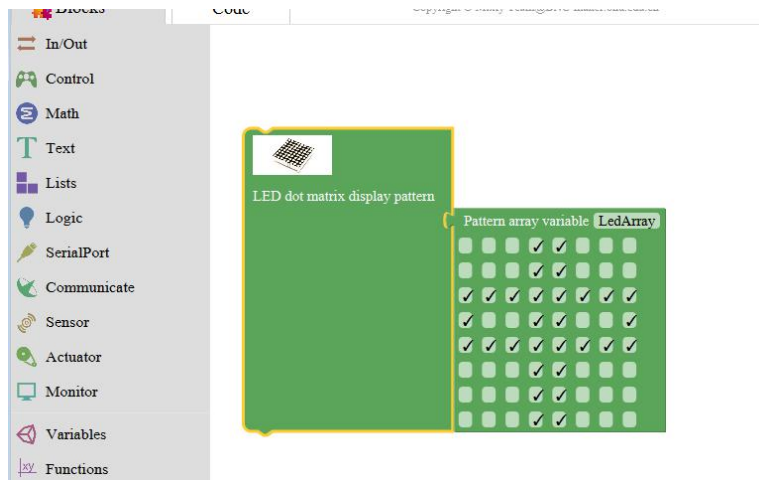 Blocks
Code
In/Out
Control
Math
Text
Lists
Logic
SerialPort
Communicate
Sensor
Actuator
Monitor
Variables
Functions
LED dot matrix display pattern
Pattern array variable LedArray